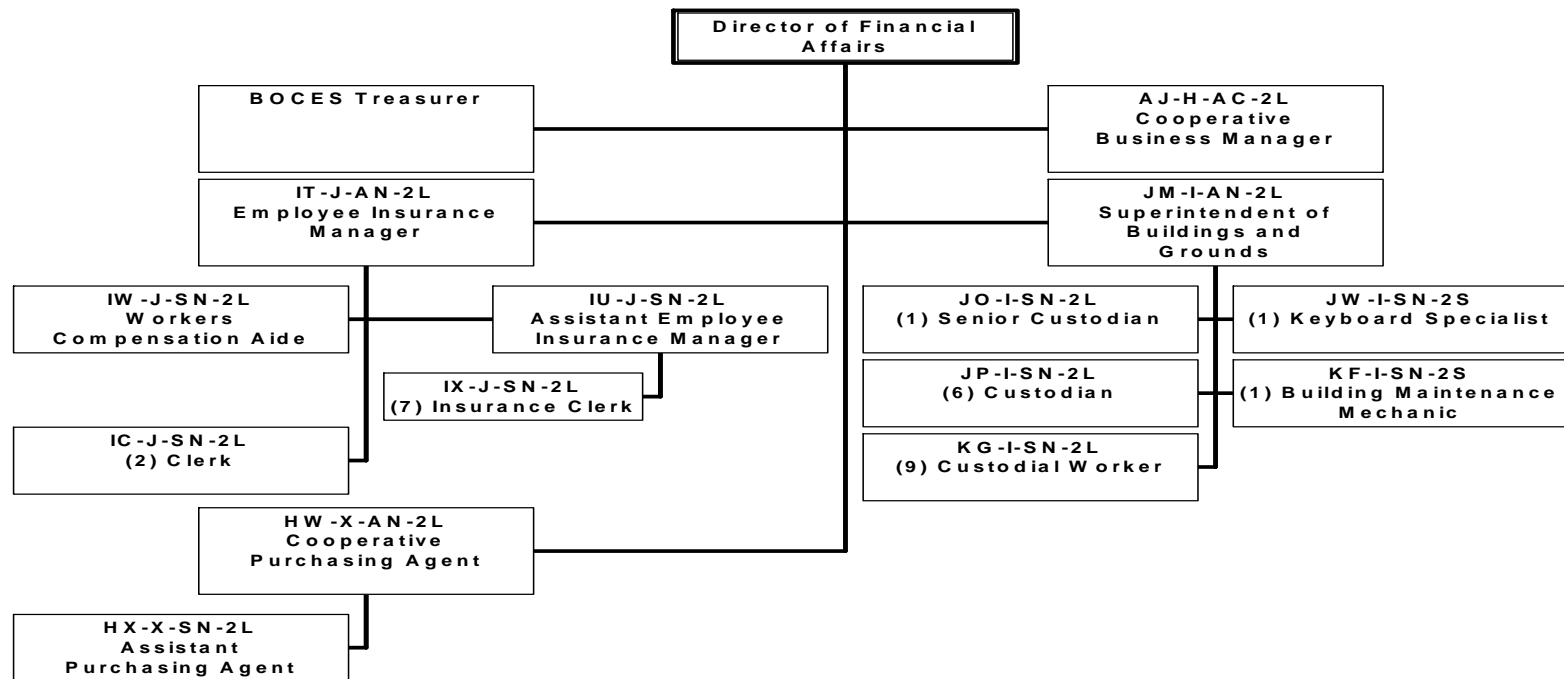 Director of Financial
Affairs
BOCES Treasurer
AJ-H-AC-2L
Cooperative
Business Manager
IT-J-AN-2L
Employee Insurance
Manager
JM-I-AN-2L
Superintendent of
Buildings and
Grounds
IW-J-SN-2L
Workers
Compensation Aide
IU-J-SN-2L
Assistant Employee
Insurance Manager
JO-I-SN-2L
(1) Senior Custodian
JW-I-SN-2S
(1) Keyboard Specialist
IX-J-SN-2L
(7) Insurance Clerk
JP-I-SN-2L
(6) Custodian
KF-I-SN-2S
(1) Building Maintenance
Mechanic
IC-J-SN-2L
(2) Clerk
KG-I-SN-2L
(9) Custodial Worker
HW-X-AN-2L
Cooperative
Purchasing Agent
HX-X-SN-2L
Assistant
Purchasing Agent